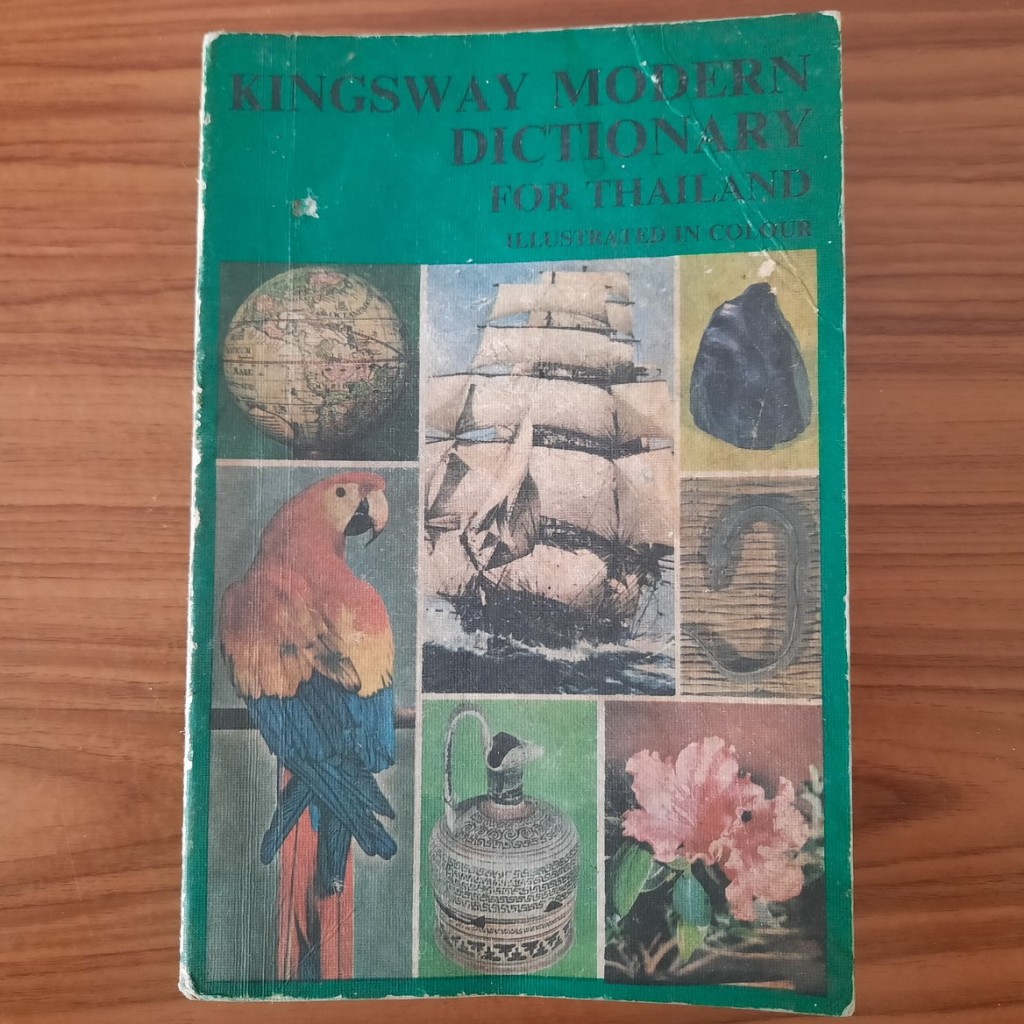 KINGSWAY MODERN
DICTIONARY
FOR THAILAND
ILLUSTRATED IN COLOUR